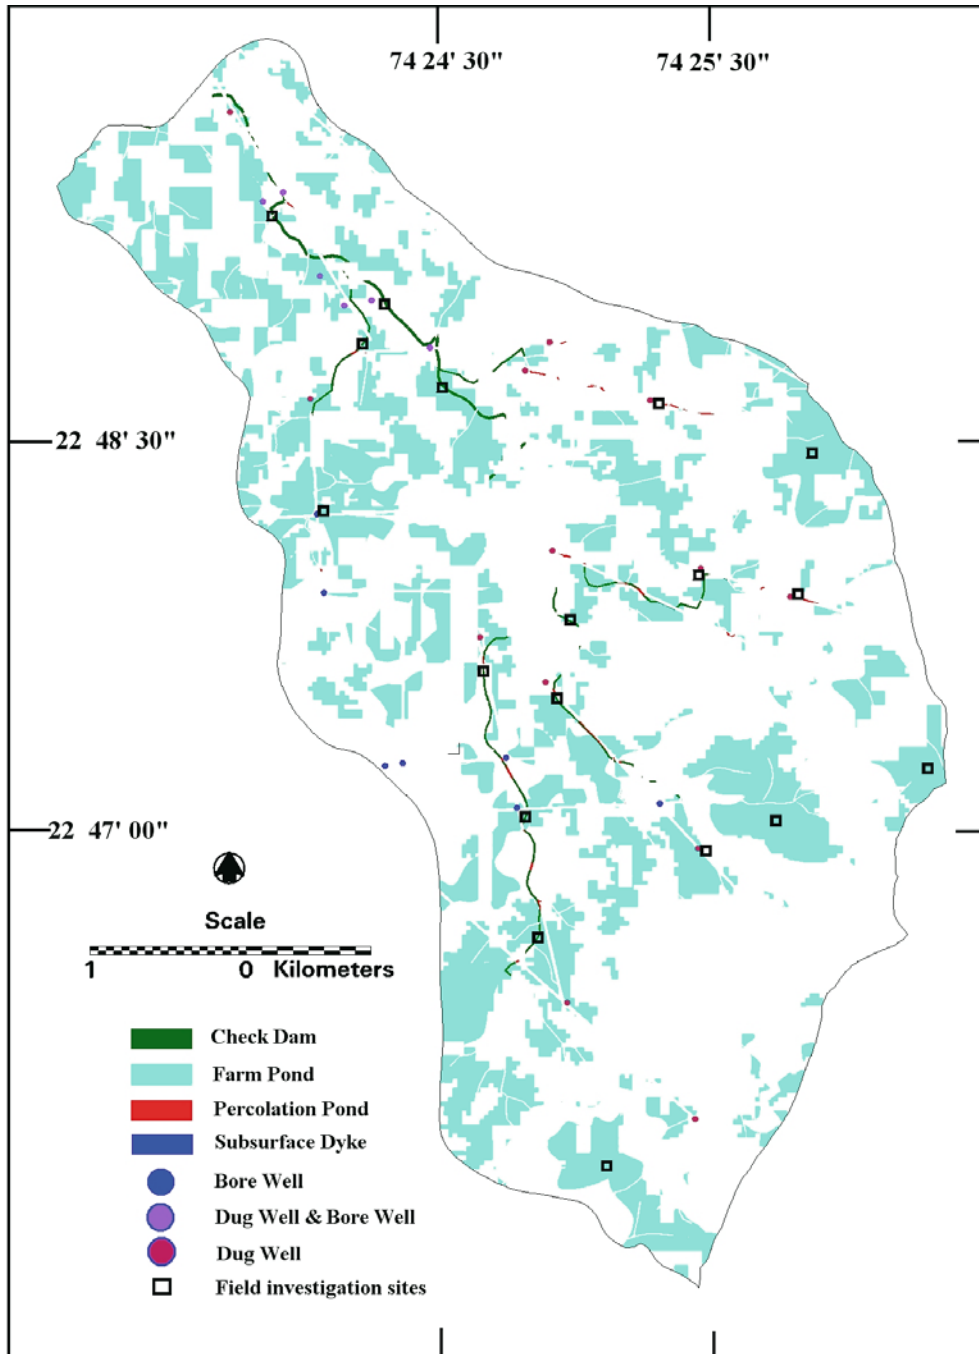 74 24' 30"
74 25' 30"
22 48' 30"
22 47' 00"
Scale
1 0 Kilometers
Check Dam
Farm Pond
Percolation Pond
Subsurface Dyke
Bore Well
Dug Well & Bore Well
Dug Well
Field investigation sites